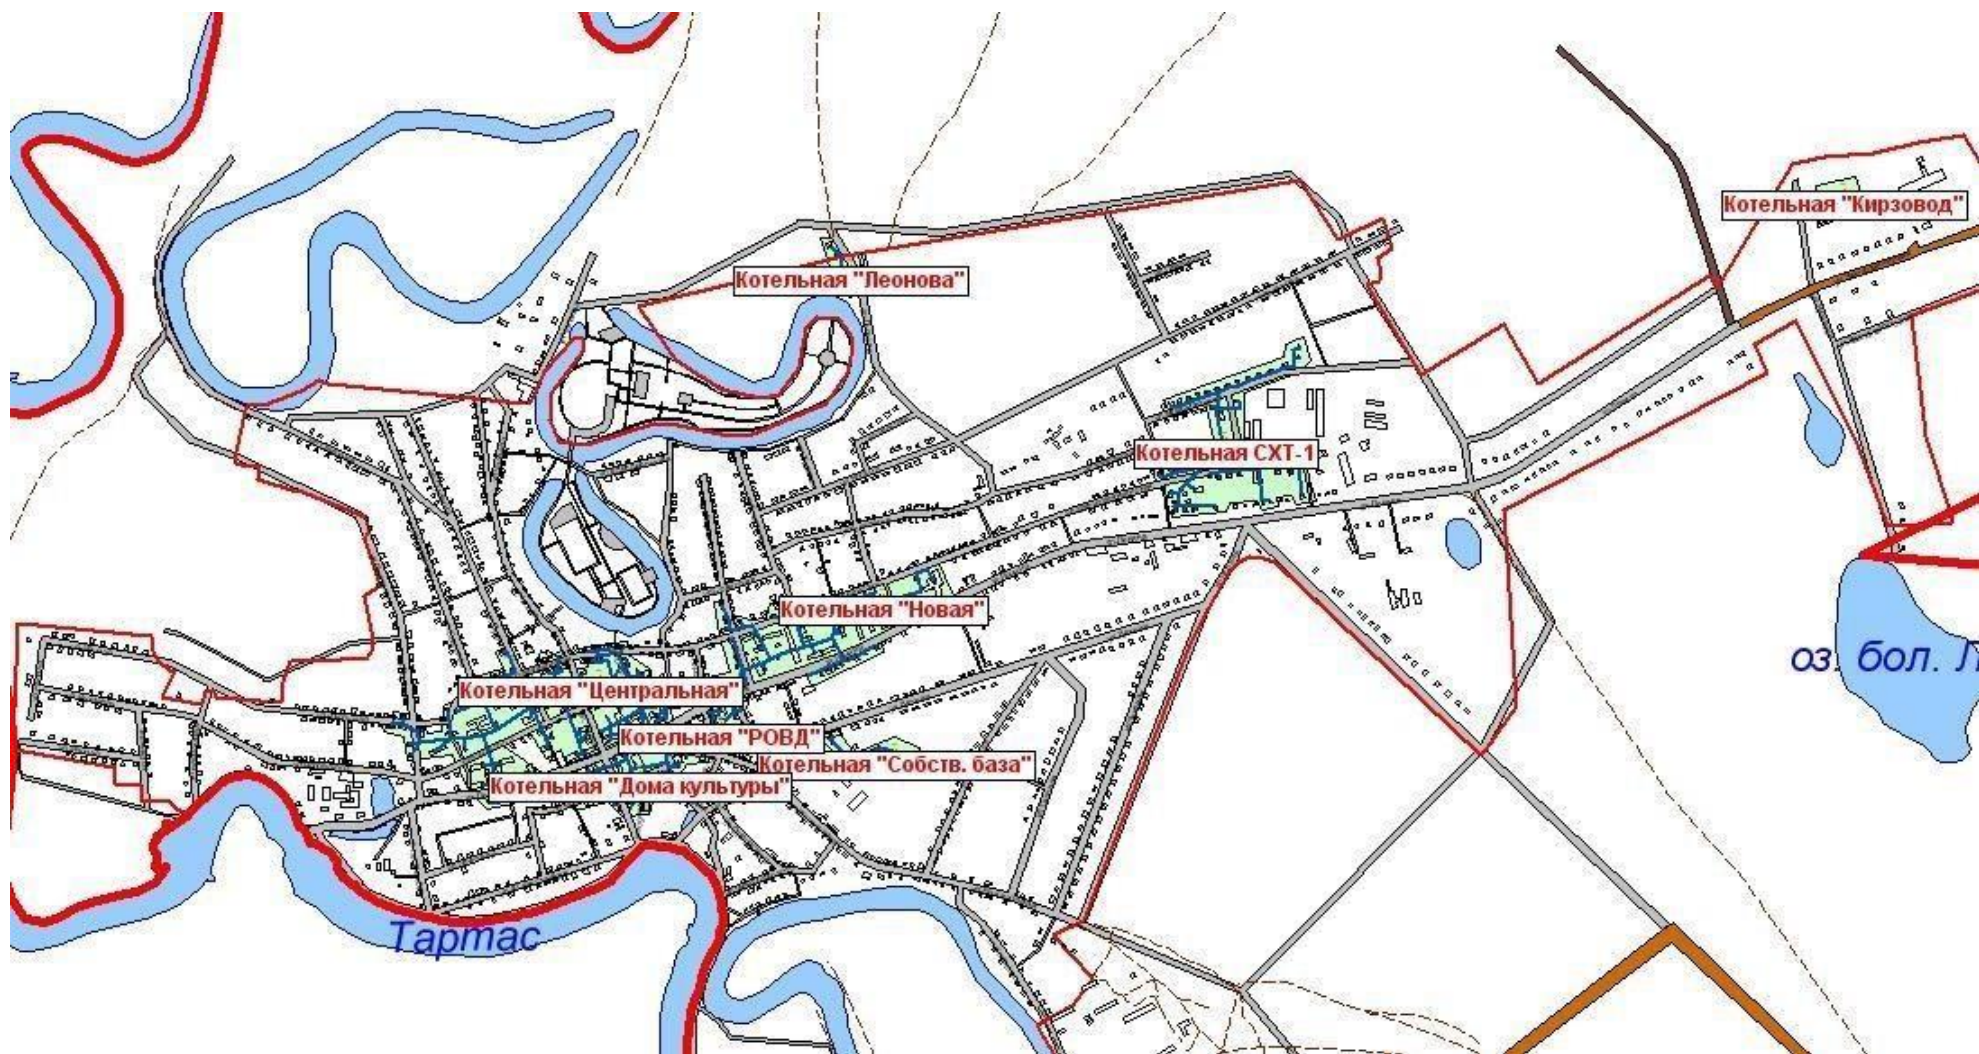 Котельная "Кирзовод"
Котельная "Леонова"
Котельная СХТ-1
Котельная "Новая"
оз. бол. Л
Котельная "Центральная"
Котельная "РОВД"
Котельная "Собств. база"
Котельная "Дома культуры"
Тартас